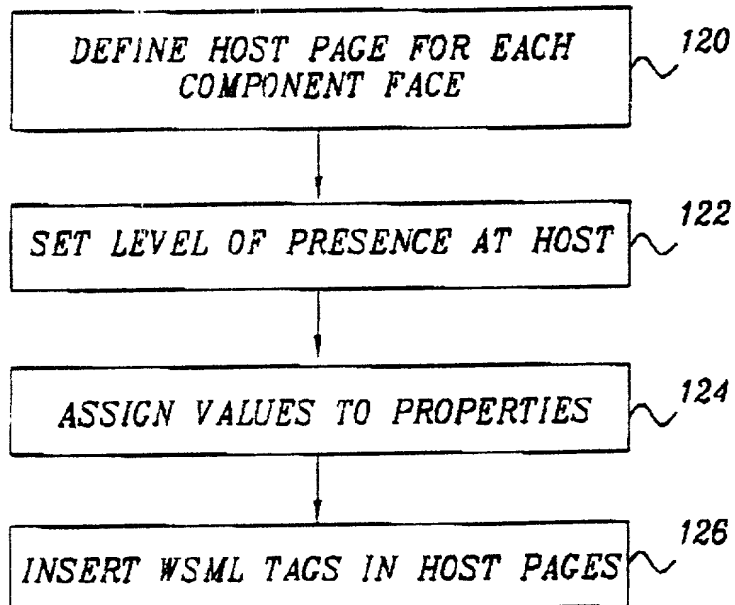 DEFINE HOST PAGE FOR EACH
COMPONENT FACE
120
SET LEVEL OF PRESENCE AT HOST
122
ASSIGN VALUES TO PROPERTIES
124
INSERT WSML TAGS IN HOST PAGES
126